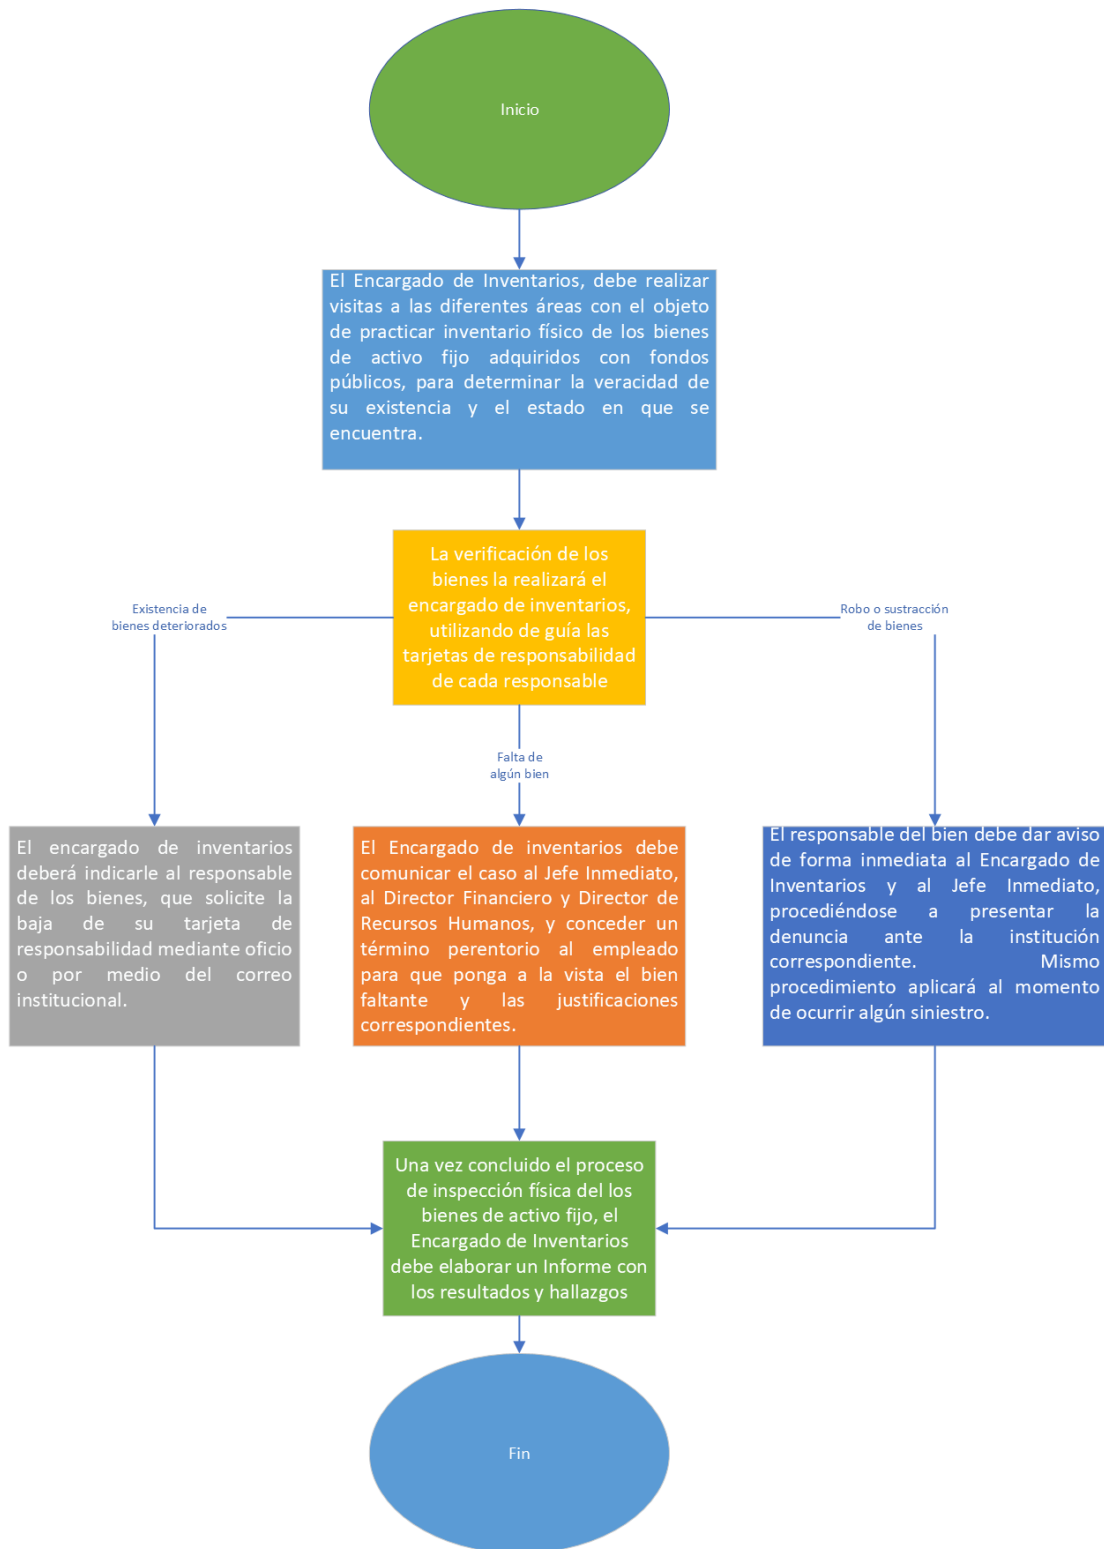 Inicio
El Encargado de Inventarios, debe realizar
visitas a las diferentes áreas con el objeto
de practicar inventario físico de los bienes
de activo fijo adquiridos con fondos
públicos, para determinar la veracidad de
su existencia y el estado en que se
encuentra.
La verificación de los
bienes la realizará el
encargado de inventarios,
utilizando de guía las
tarjetas de responsabilidad
de cada responsable
Existencia de
bienes deteriorados
Robo o sustracción
de bienes
Falta de
algún bien
El encargado de inventarios
deberá indicarle al responsable
de los bienes, que solicite la
baja de su tarjeta de
responsabilidad mediante oficio
o por medio del correo
institucional.
El Encargado de inventarios debe
comunicar el caso al Jefe Inmediato,
al Director Financiero y Director de
Recursos Humanos, y conceder un
término perentorio al empleado
para que ponga a la vista el bien
faltante y las justificaciones
correspondientes.
El responsable del bien debe dar aviso
de forma inmediata al Encargado de
Inventarios y al Jefe Inmediato,
procediéndose a presentar la
denuncia ante la institución
correspondiente. Mismo
procedimiento aplicará al momento
de ocurrir algún siniestro.
Una vez concluido el proceso
de inspección física del los
bienes de activo fijo, el
Encargado de Inventarios
debe elaborar un Informe con
los resultados y hallazgos
Fin